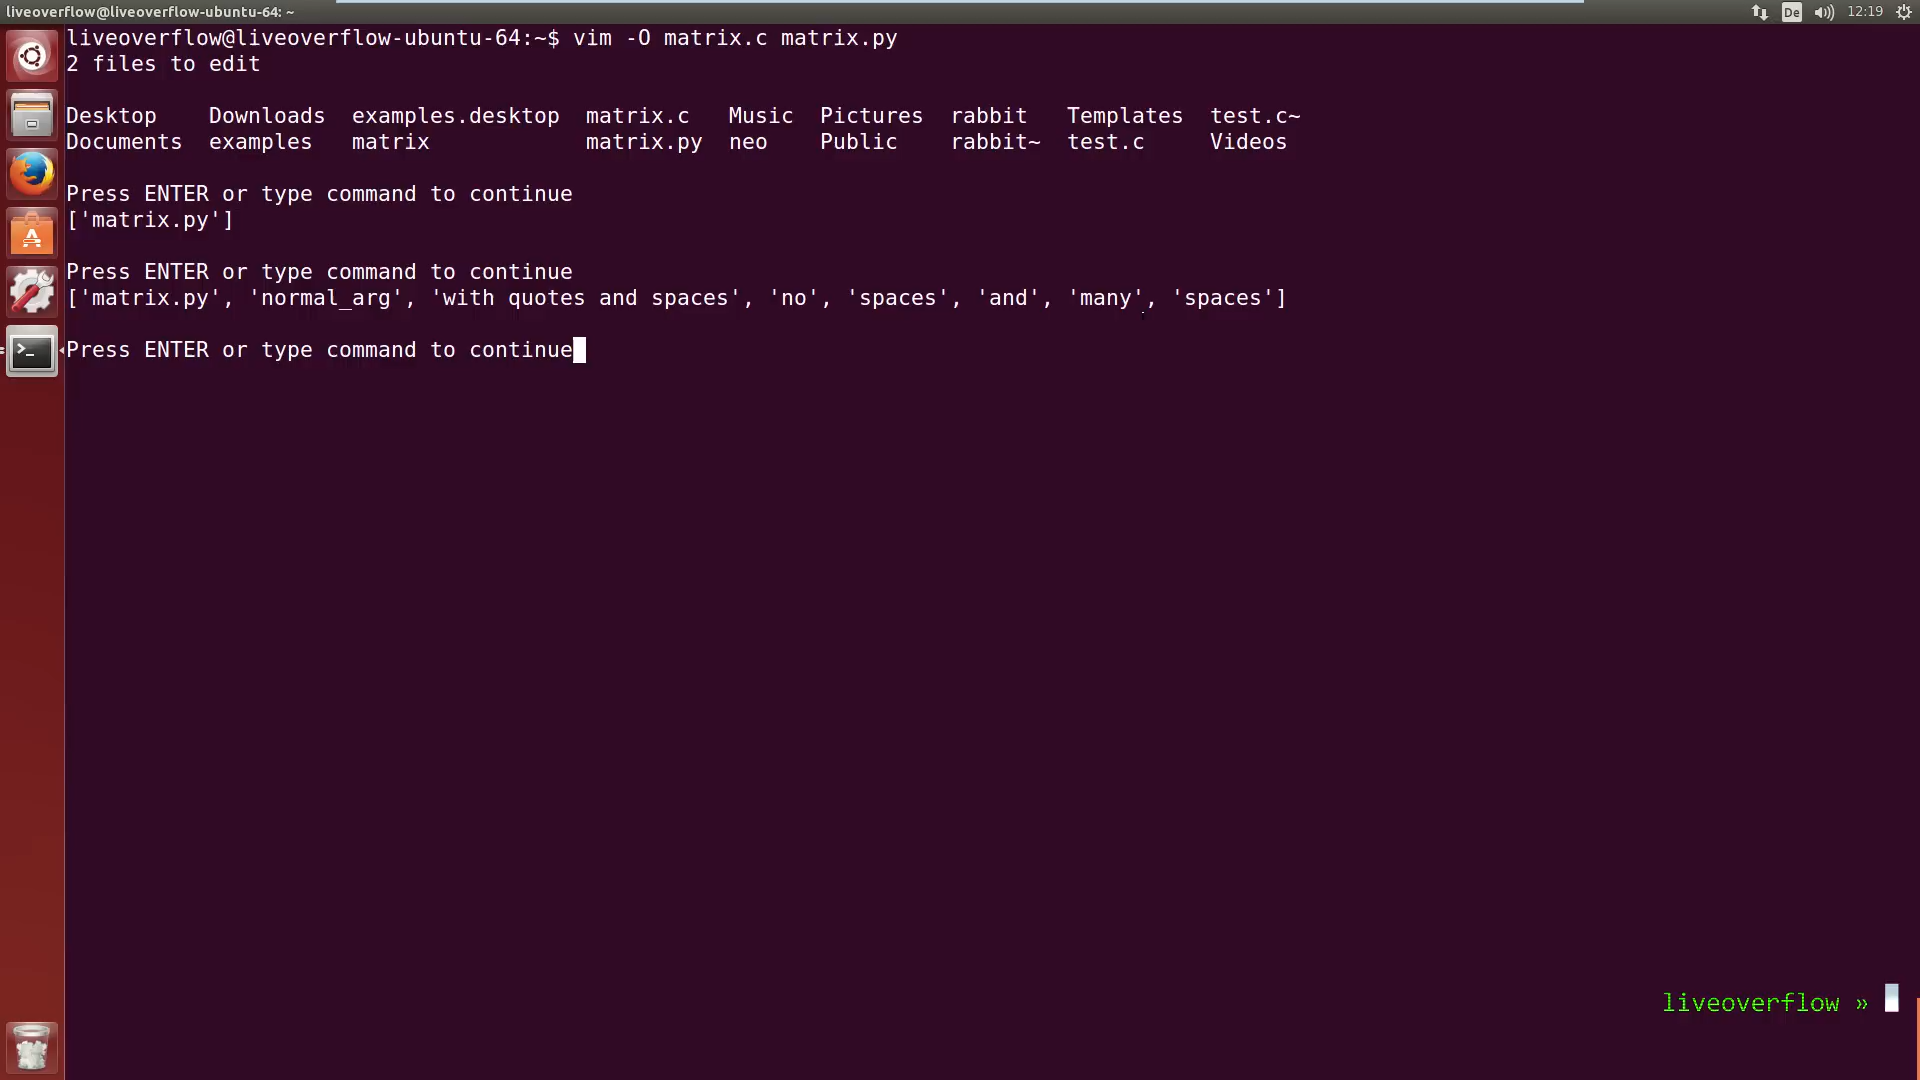 liveoverflow@liveoverflow-ubuntu-64: ~
De
12:19
liveoverflow@liveoverflow-ubuntu-64:~$ vim -O matrix.c matrix.py
2 files to edit
Desktop Downloads examples.desktop matrix.c Music Pictures rabbit Templates test.c~
Documents examples matrix matrix.py neo Public rabbit~ test.c Videos
Press ENTER or type command to continue
['matrix.py']
Press ENTER or type command to continue
['matrix.py', 'normal_arg', 'with quotes and spaces', 'no', 'spaces', 'and', 'many', 'spaces']
Press ENTER or type command to continue
liveoverflow »